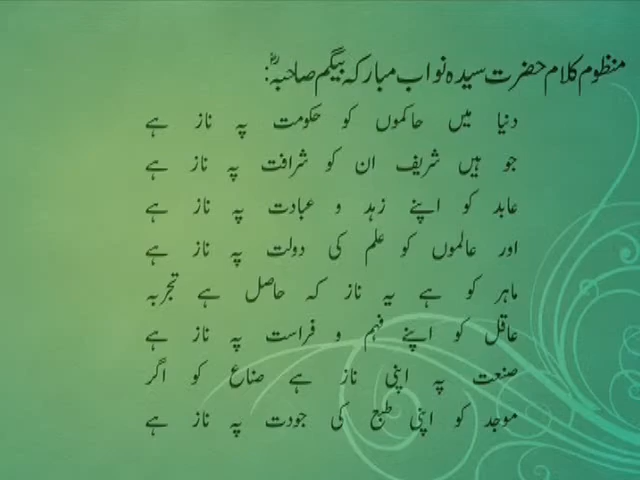 منظوم کلام حضرت سیدہ نواب مبارکہ بیگم صاحبہؓ:
دنیا میں حاکموں کو حکومت پہ ناز ہے
جو ہیں شریف ان کو شرافت پہ ناز ہے
عابد کو اپنے زہد و عبادت پہ ناز ہے
اور عالموں کو علم کی دولت پہ ناز ہے
ماہر کو ہے یہ ناز کہ حاصل ہے تجربہ
عاقل کو اپنے فہم و فراست پہ ناز ہے
صنعت پہ اپنی ناز ہے صناع کو اگر
موجد کو اپنی طبع کی جودت پہ ناز ہے